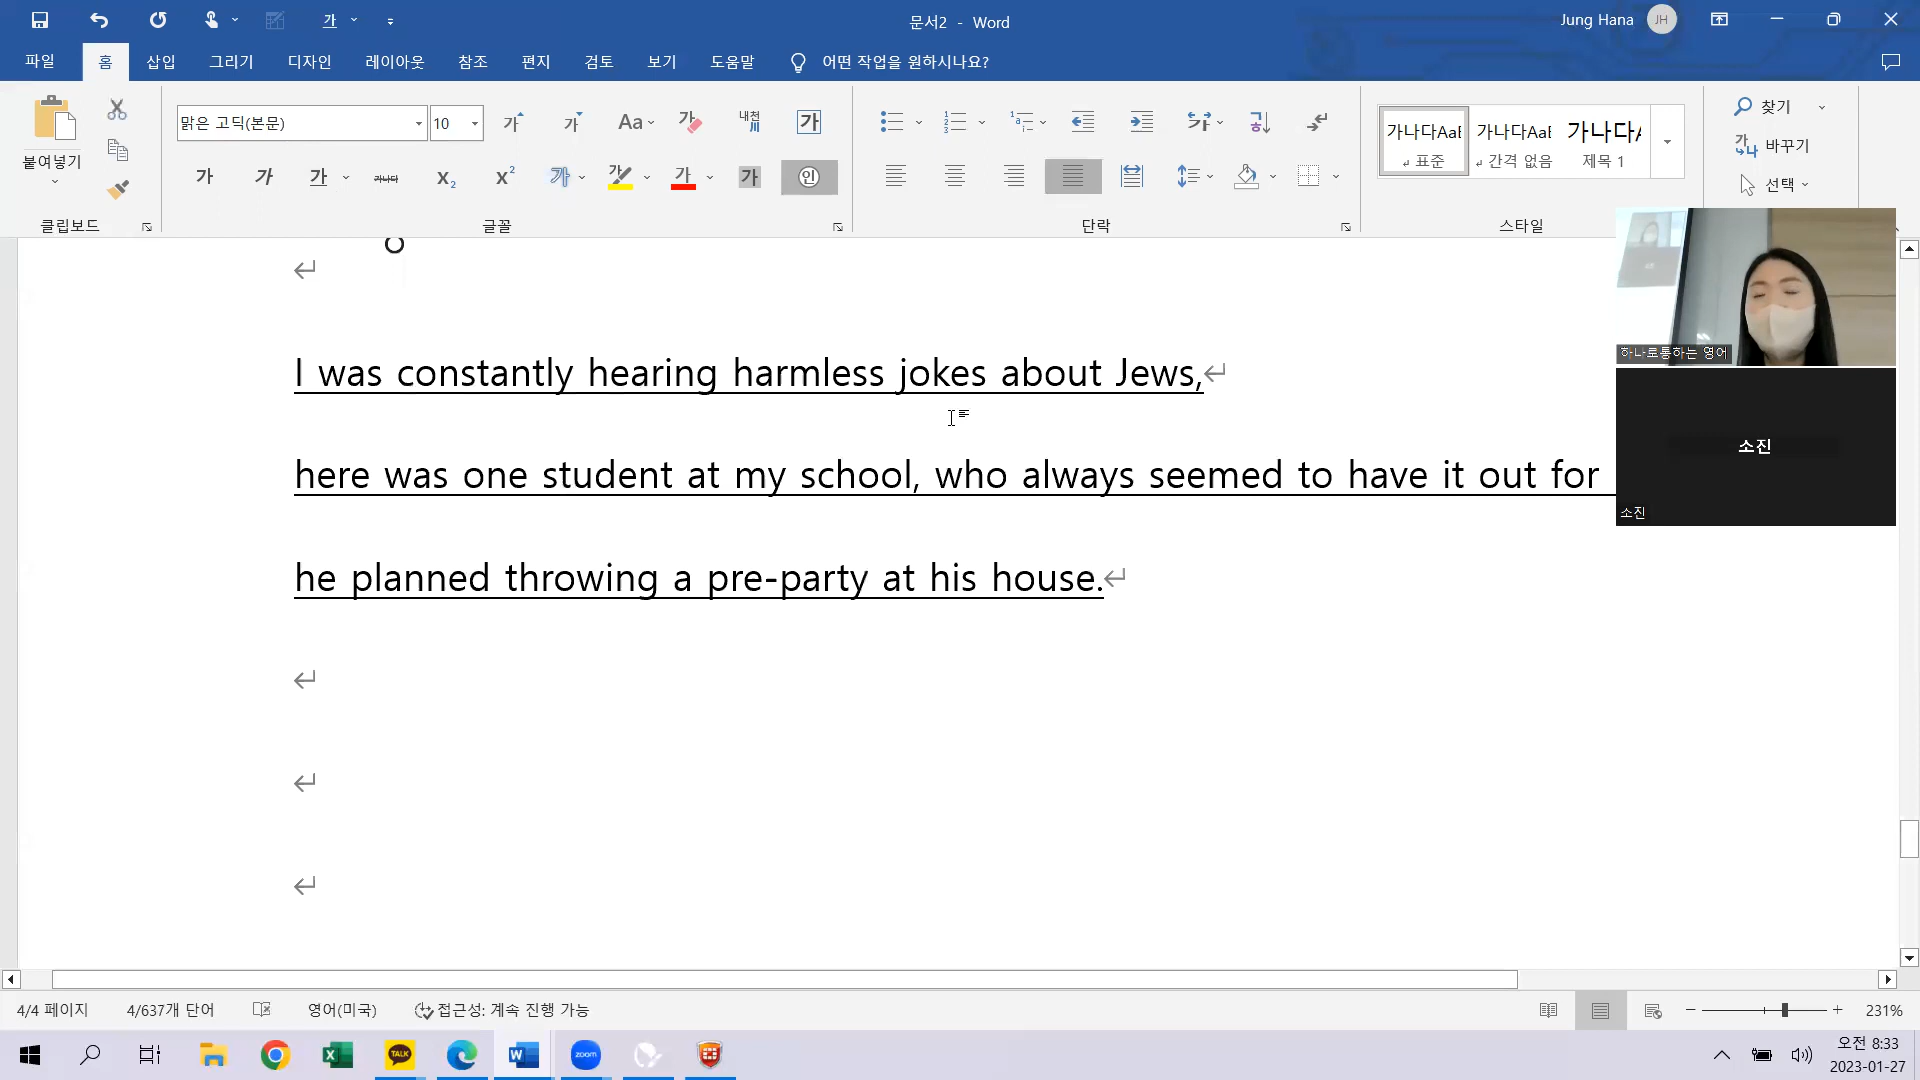 문서2 - Word
Jung Hana JH
파일 홈 삽입 그리기 디자인 레이아웃 참조 편지 검토 보기 도움말 어떤 작업을 원하시나요?
붙여넣기
클립보드
맑은 고딕(본문) 10
글꼴
단락
가나다AaB 가나다AaB 가나다A
표준 간격 없음 제목 1
스타일
찾기
바꾸기
선택
I was constantly hearing harmless jokes about Jews,
here was one student at my school, who always seemed to have it out for
he planned throwing a pre-party at his house.
하나로통하는 영어
소진
소진
4/4 페이지 4/637개 단어 영어(미국) 접근성: 계속 진행 가능 231%
TALK zoom
오전 8:33
2023-01-27